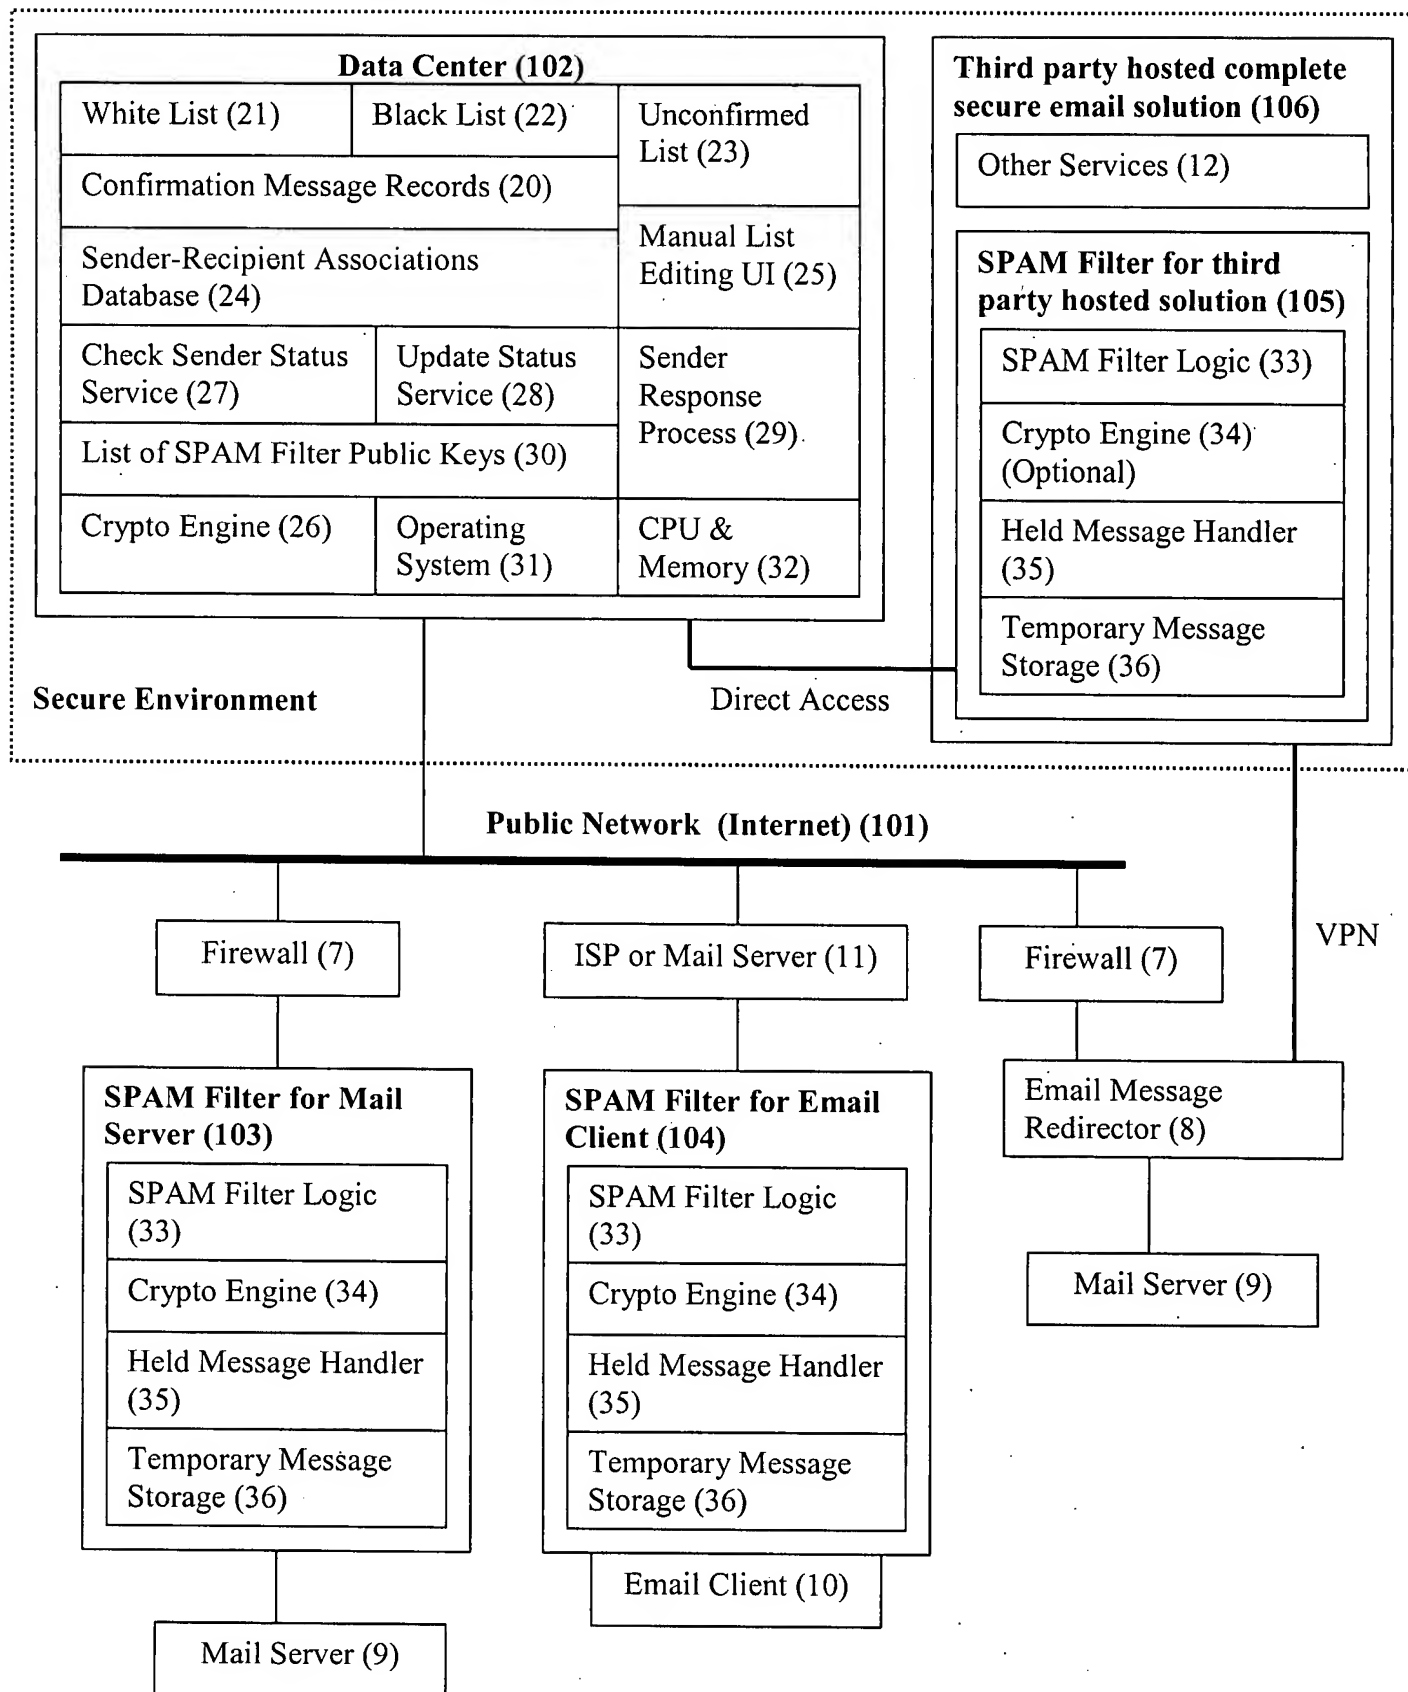 Data Center (102)
White List (21)
Black List (22)
Unconfirmed
List (23)
Confirmation Message Records (20)
Sender-Recipient Associations
Database (24)
Manual List
Editing UI (25)
Check Sender Status
Service (27)
Update Status
Service (28)
Sender
Response
Process (29)
List of SPAM Filter Public Keys (30)
Crypto Engine (26)
Operating
System (31)
CPU &
Memory (32)
Third party hosted complete
secure email solution (106)
Other Services (12)
SPAM Filter for third
party hosted solution (105)
SPAM Filter Logic (33)
Crypto Engine (34)
(Optional)
Held Message Handler
(35)
Temporary Message
Storage (36)
Secure Environment
Direct Access
Public Network (Internet) (101)
VPN
Firewall (7)
ISP or Mail Server (11)
Firewall (7)
SPAM Filter for Mail
Server (103)
SPAM Filter Logic
(33)
Crypto Engine (34)
Held Message Handler
(35)
Temporary Message
Storage (36)
Mail Server (9)
SPAM Filter for Email
Client (104)
SPAM Filter Logic
(33)
Crypto Engine (34)
Held Message Handler
(35)
Temporary Message
Storage (36)
Email Client (10)
Email Message
Redirector (8)
Mail Server (9)